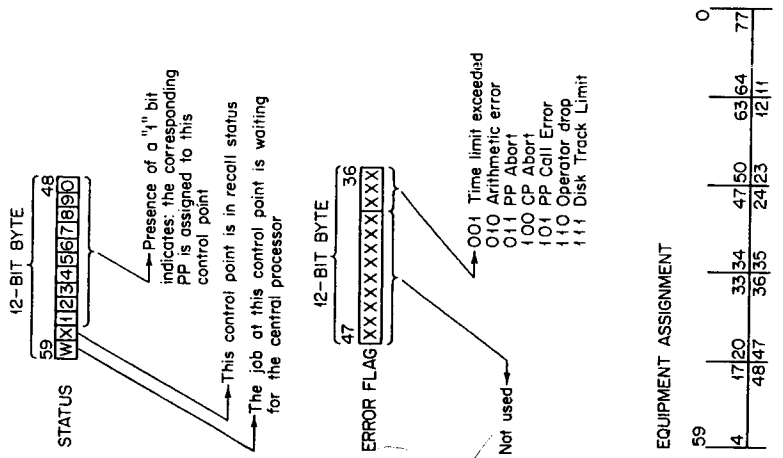 12-BIT BYTE
59 48
STATUS W X 1 2 3 4 5 6 7 8 9 0
Presence of a "1" bit
indicates: the corresponding
PP is assigned to this
control point
This control point is in recall status
The job at this control point is waiting
for the central processor
12-BIT BYTE
47 36
ERROR FLAG X X X X X X X X X X X X
Not used
001 Time limit exceeded
010 Arithmetic error
011 PP Abort
100 CP Abort
101 PP Call Error
110 Operator drop
111 Disk Track Limit
EQUIPMENT ASSIGNMENT
59 0
4 17 20 33 34 47 50 63 64 77
48 47 36 35 24 23 12 11